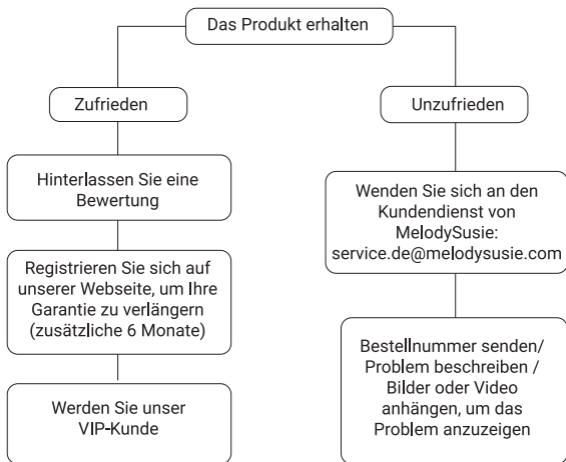 Das Produkt erhalten
Zufrieden
Hinterlassen Sie eine
Bewertung
Registrieren Sie sich auf
unserer Webseite, um Ihre
Garantie zu verlängern
(zusätzliche 6 Monate)
Werden Sie unser
VIP-Kunde
Unzufrieden
Wenden Sie sich an den
Kundendienst von
MelodySusie:
service.de@melodysusie.com
Bestellnummer senden/
Problem beschreiben /
Bilder oder Video
anhängen, um das
Problem anzuzeigen